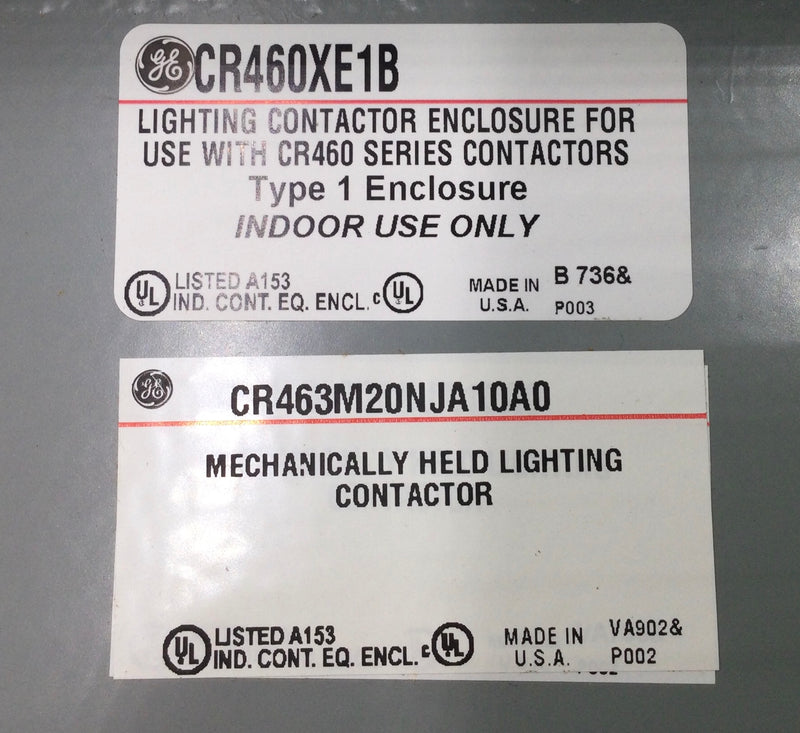 GE CR460XE1B
LIGHTING CONTACTOR ENCLOSURE FOR
USE WITH CR460 SERIES CONTACTORS
Type 1 Enclosure
INDOOR USE ONLY
UL LISTED A153
IND. CONT. EQ. ENCL. c UL
MADE IN
U.S.A.
B 736&
P003
GE
CR463M20NJA10A0
MECHANICALLY HELD LIGHTING
CONTACTOR
UL LISTED A153
IND. CONT. EQ. ENCL. c UL
MADE IN
U.S.A.
VA902&
P002